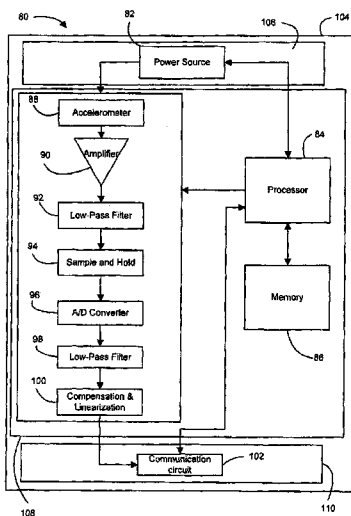 80
82
106
104
Power Source
88
Accelerometer
84
90
Amplifier
Processor
92
Low-Pass Filter
94
Sample and Hold
96
A/D Converter
Memory
98
Low-Pass Filter
86
100
Compensation &
Linearization
Communication
circuit
102
108
110